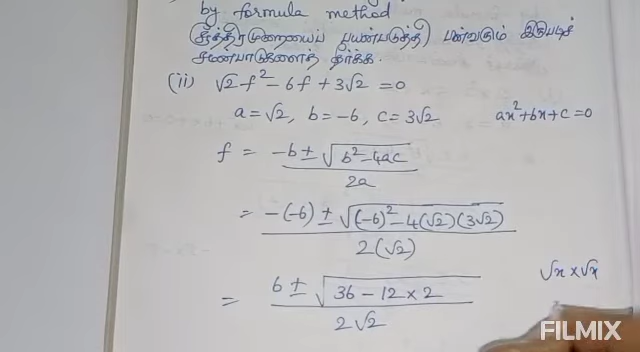 by formula method
(சூத்திரமுறையைப் பயன்படுத்தி) பின்வரும் இருபடிச்
சமன்பாடுகளைத் தீர்க்க.
(ii) √2 f² - 6f + 3√2 = 0
a = √2, b = -6, c = 3√2 ax² + bx + c = 0
f = (-b ± √(b² - 4ac)) / 2a
= (-(-6) ± √((-6)² - 4(√2)(3√2))) / 2(√2)
√x × √x
= (6 ± √(36 - 12 × 2)) / 2√2
FILMIX